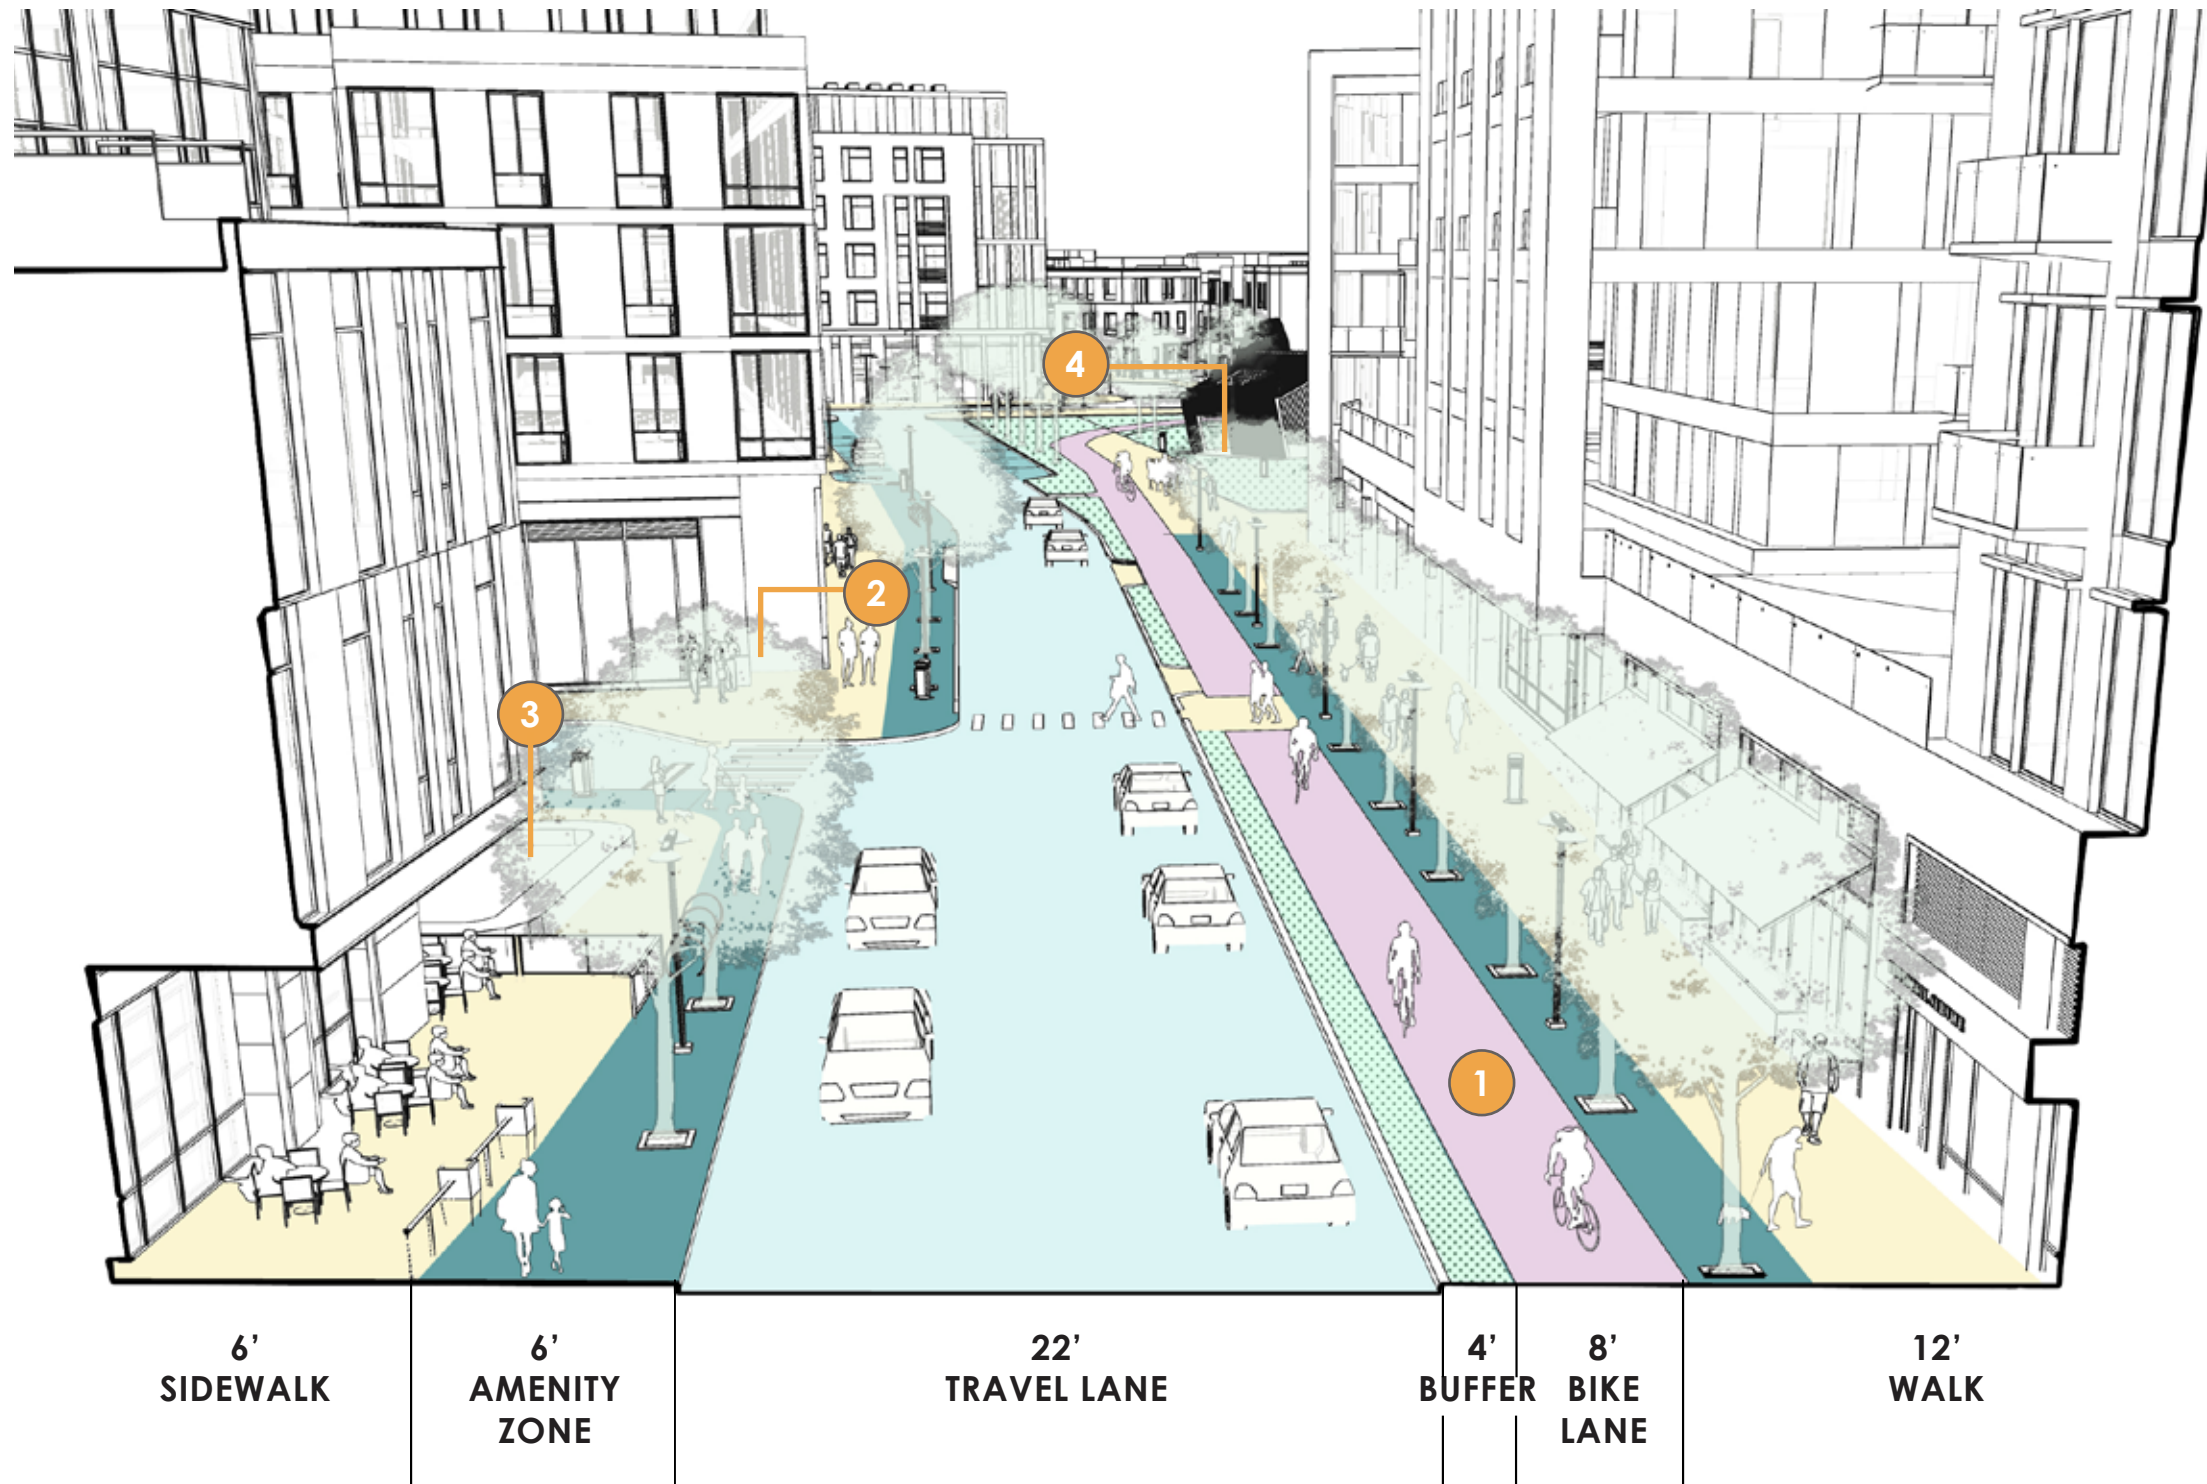 4
2
3
1
6’
SIDEWALK
6’
AMENITY
ZONE
22’
TRAVEL LANE
4’
BUFFER
8’
BIKE
LANE
12’
WALK